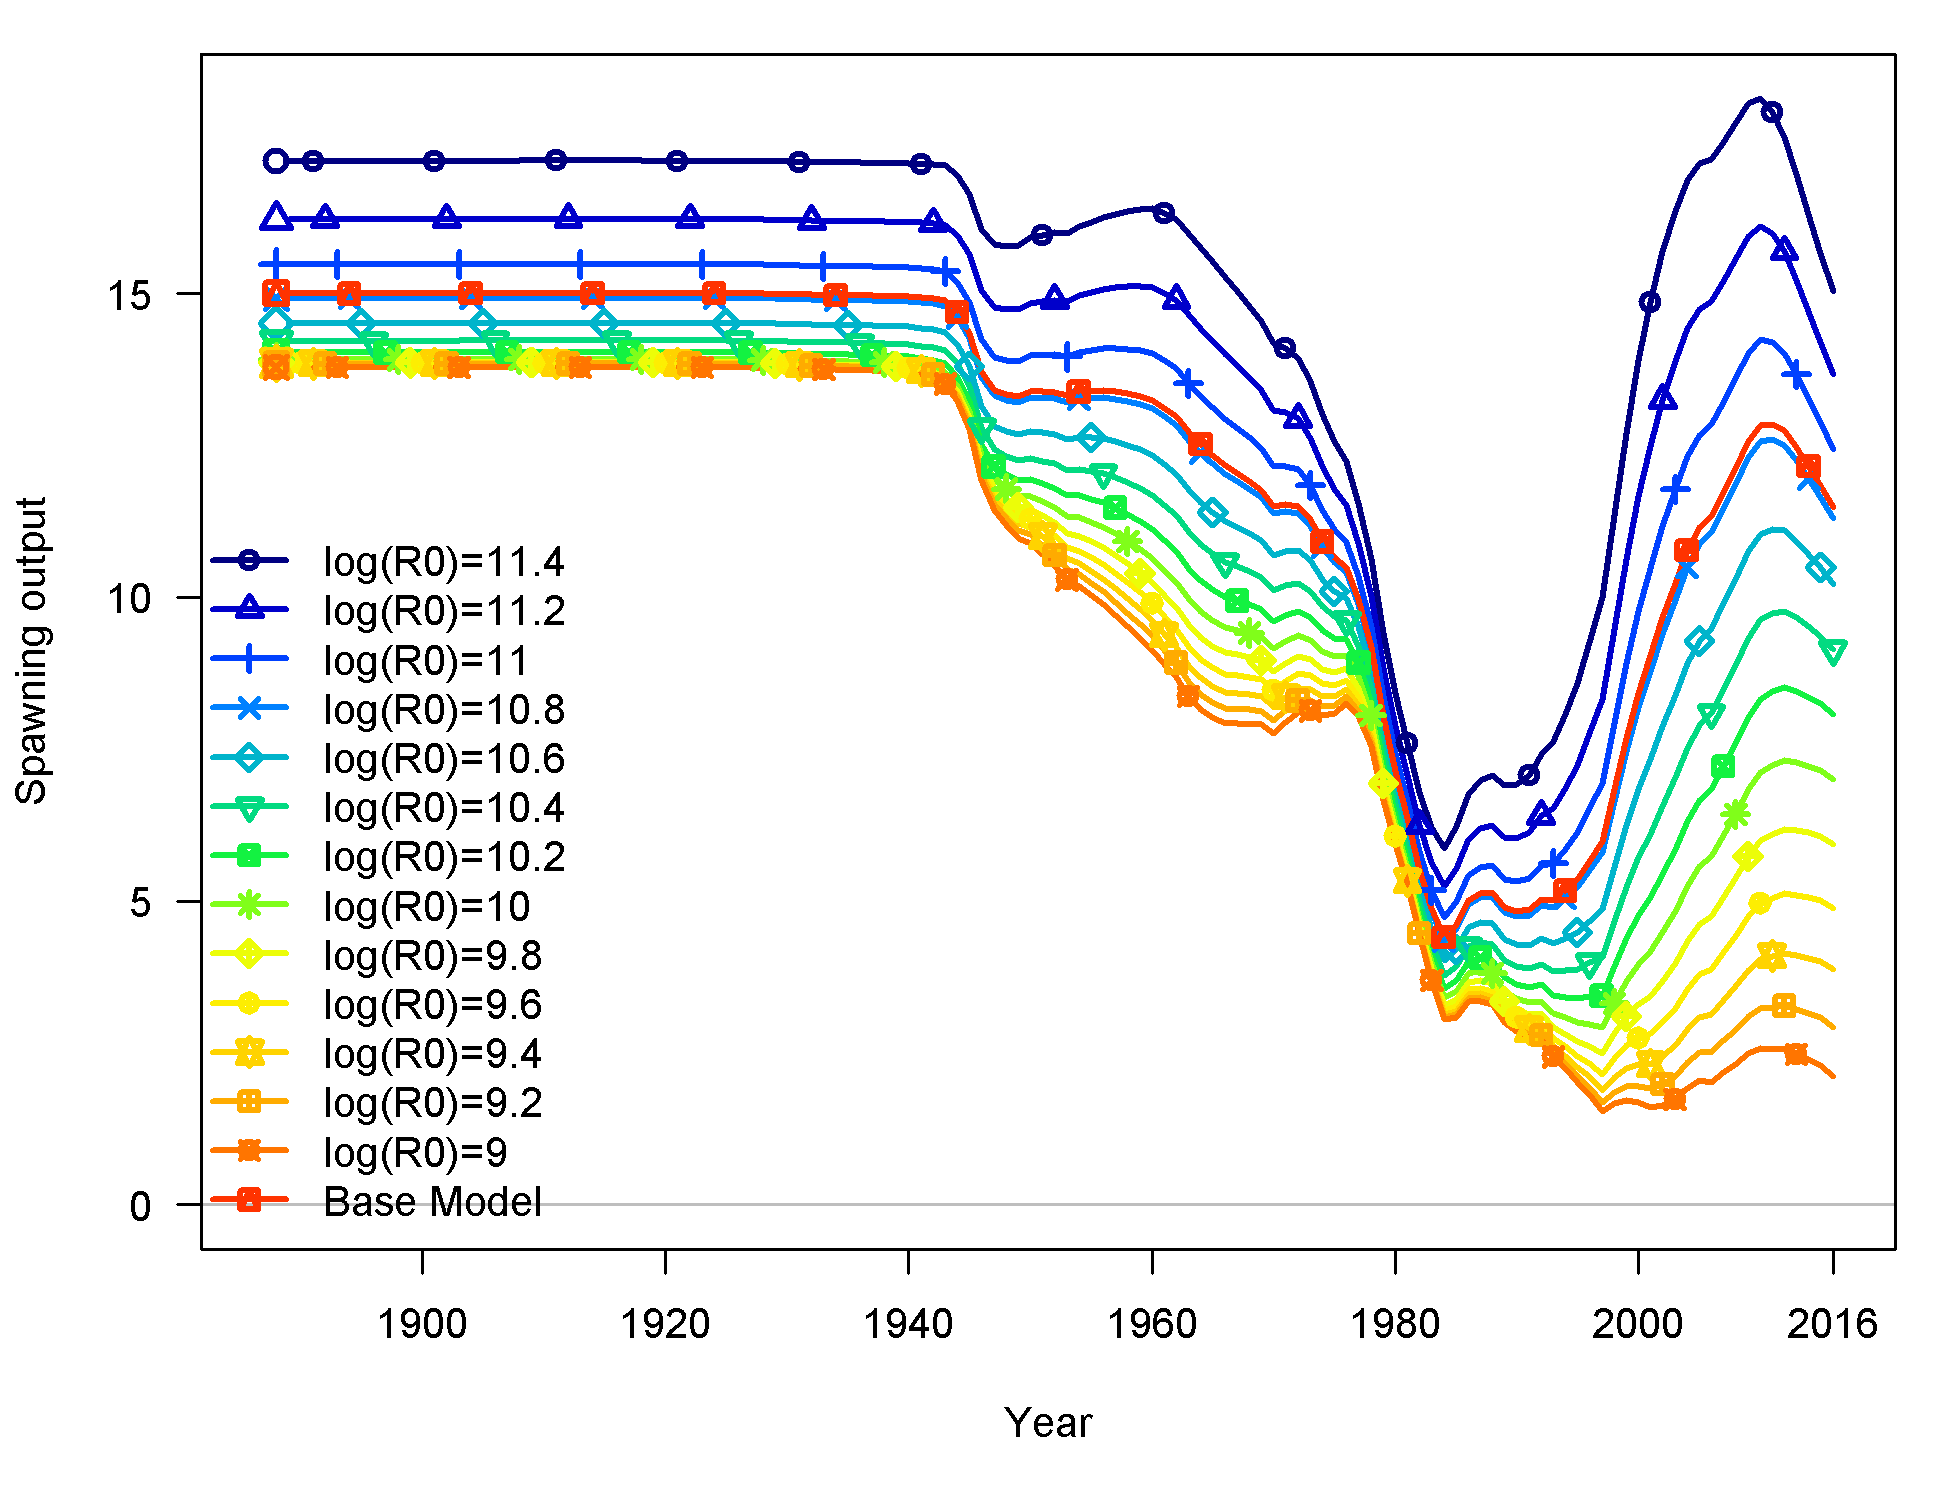 Spawning output
15
10
5
0
log(R0)=11.4
log(R0)=11.2
log(R0)=11
log(R0)=10.8
log(R0)=10.6
log(R0)=10.4
log(R0)=10.2
log(R0)=10
log(R0)=9.8
log(R0)=9.6
log(R0)=9.4
log(R0)=9.2
log(R0)=9
Base Model
1900 1920 1940 1960 1980 2000 2016
Year